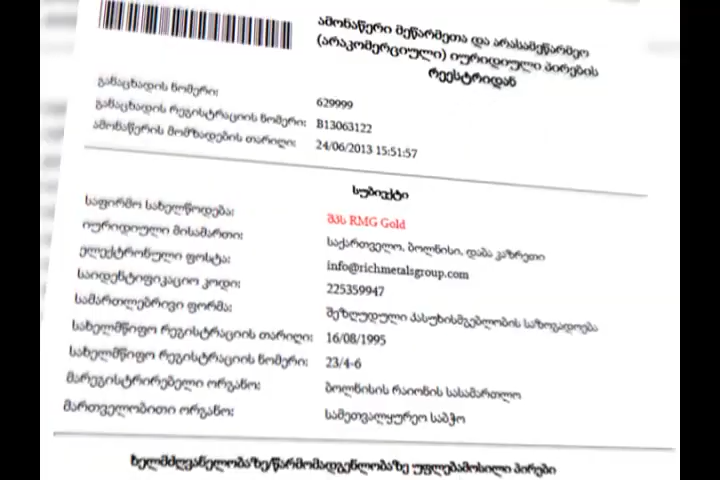 ამონაწერი მეწარმეთა და არასამეწარმეო
(არაკომერციული) იურიდიული პირების
რეესტრიდან
განაცხადის ნომერი: 629999
განაცხადის რეგისტრაციის ნომერი: B13063122
ამონაწერის მომზადების თარიღი: 24/06/2013 15:51:57
სუბიექტი
საფირმო სახელწოდება: შპს RMG Gold
იურიდიული მისამართი: საქართველო, ბოლნისი, დაბა კაზრეთი
ელექტრონული ფოსტა: info@richmetalsgroup.com
საიდენტიფიკაციო კოდი: 225359947
სამართლებრივი ფორმა: შეზღუდული პასუხისმგებლობის საზოგადოება
სახელმწიფო რეგისტრაციის თარიღი: 16/08/1995
სახელმწიფო რეგისტრაციის ნომერი: 23/4-6
მარეგისტრირებელი ორგანო: ბოლნისის რაიონის სასამართლო
მართველობითი ორგანო: სამეთვალყურეო საბჭო
ხელმძღვანელობაზე/წარმომადგენლობაზე უფლებამოსილი პირები